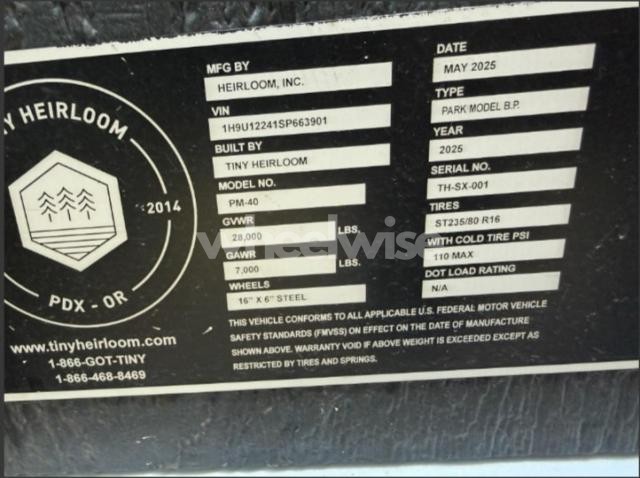 NY HEIRLOOM
2014
PDX - OR
www.tinyheirloom.com
1-866-GOT-TINY
1-866-468-8469
MFG BY
HEIRLOOM, INC.
VIN
1H9U12241SP663901
BUILT BY
TINY HEIRLOOM
MODEL NO.
PM-40
GVWR
28,000 LBS.
GAWR
7,000 LBS.
WHEELS
16" X 6" STEEL
DATE
MAY 2025
TYPE
PARK MODEL B.P.
YEAR
2025
SERIAL NO.
TH-SX-001
TIRES
ST235/80 R16
WITH COLD TIRE PSI
110 MAX
DOT LOAD RATING
N/A
THIS VEHICLE CONFORMS TO ALL APPLICABLE U.S. FEDERAL MOTOR VEHICLE
SAFETY STANDARDS (FMVSS) ON EFFECT ON THE DATE OF MANUFACTURE
SHOWN ABOVE. WARRANTY VOID IF ABOVE WEIGHT IS EXCEEDED EXCEPT AS
RESTRICTED BY TIRES AND SPRINGS.
wheelwise